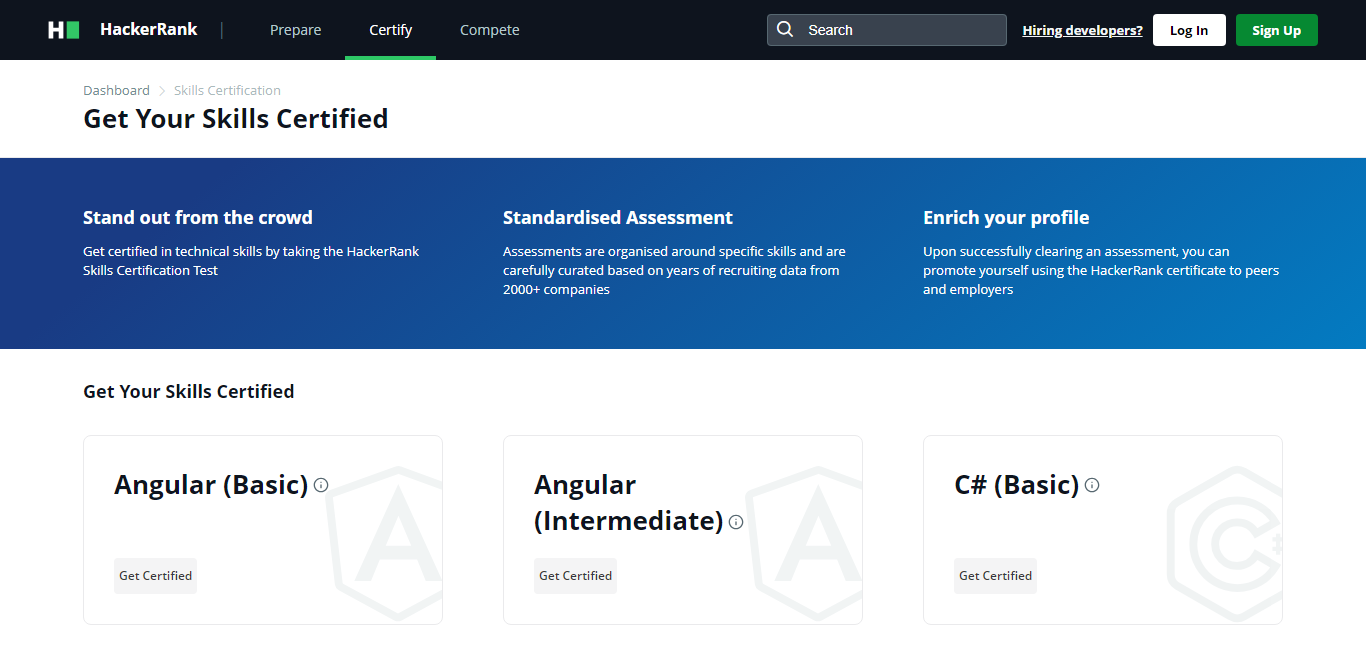 HackerRank | Prepare Certify Compete Search Hiring developers? Log In Sign Up
Dashboard Skills Certification
Get Your Skills Certified
Stand out from the crowd
Get certified in technical skills by taking the HackerRank
Skills Certification Test
Standardised Assessment
Assessments are organised around specific skills and are
carefully curated based on years of recruiting data from
2000+ companies
Enrich your profile
Upon successfully clearing an assessment, you can
promote yourself using the HackerRank certificate to peers
and employers
Get Your Skills Certified
Angular (Basic)
Get Certified
Angular
(Intermediate)
Get Certified
C# (Basic)
Get Certified